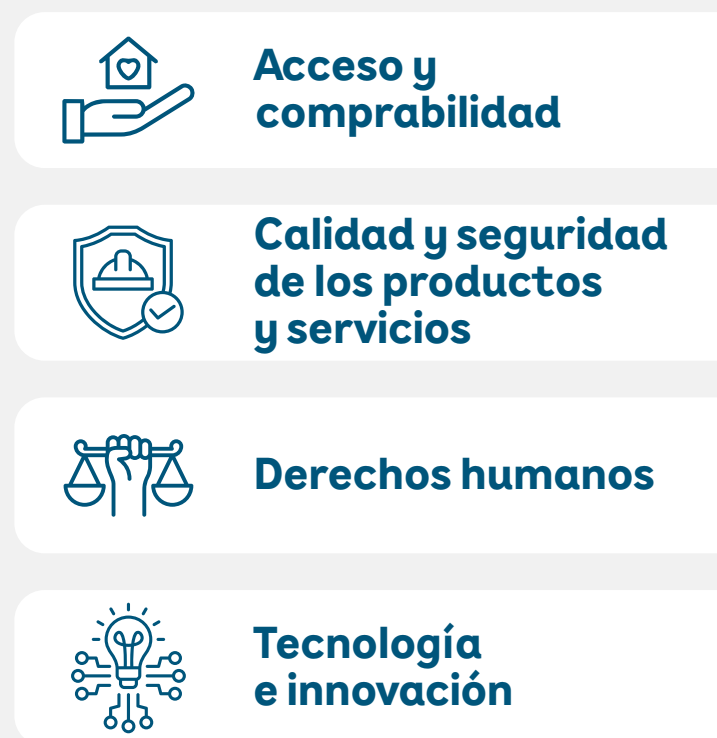 Acceso y
comprabilidad
Calidad y seguridad
de los productos
y servicios
Derechos humanos
Tecnología
e innovación